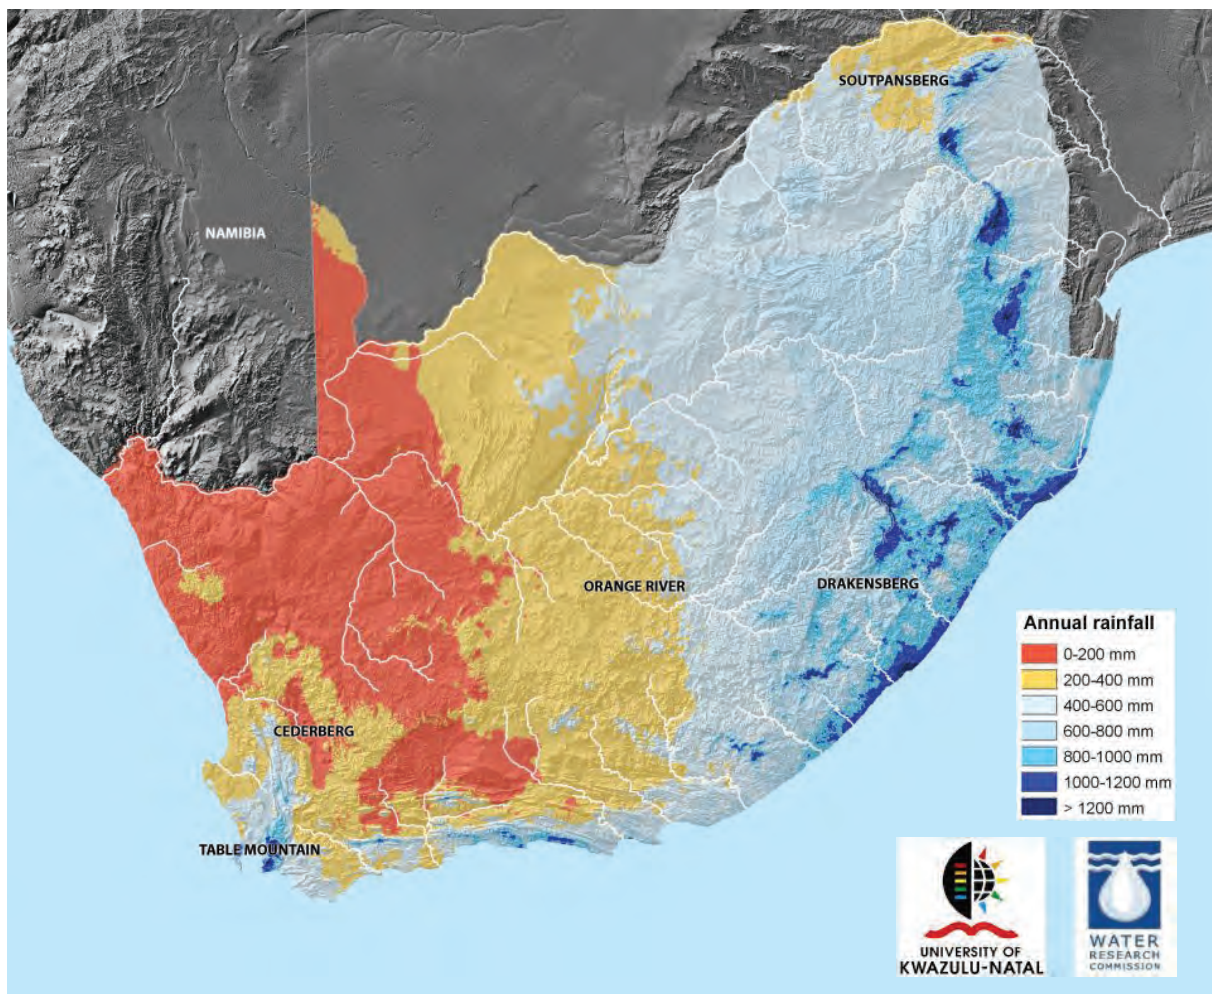 SOUTPANSBERG
NAMIBIA
ORANGE RIVER
DRAKENSBERG
CEDERBERG
TABLE MOUNTAIN
Annual rainfall
0-200 mm
200-400 mm
400-600 mm
600-800 mm
800-1000 mm
1000-1200 mm
> 1200 mm
UNIVERSITY OF
KWAZULU-NATAL
WATER
RESEARCH
COMMISSION